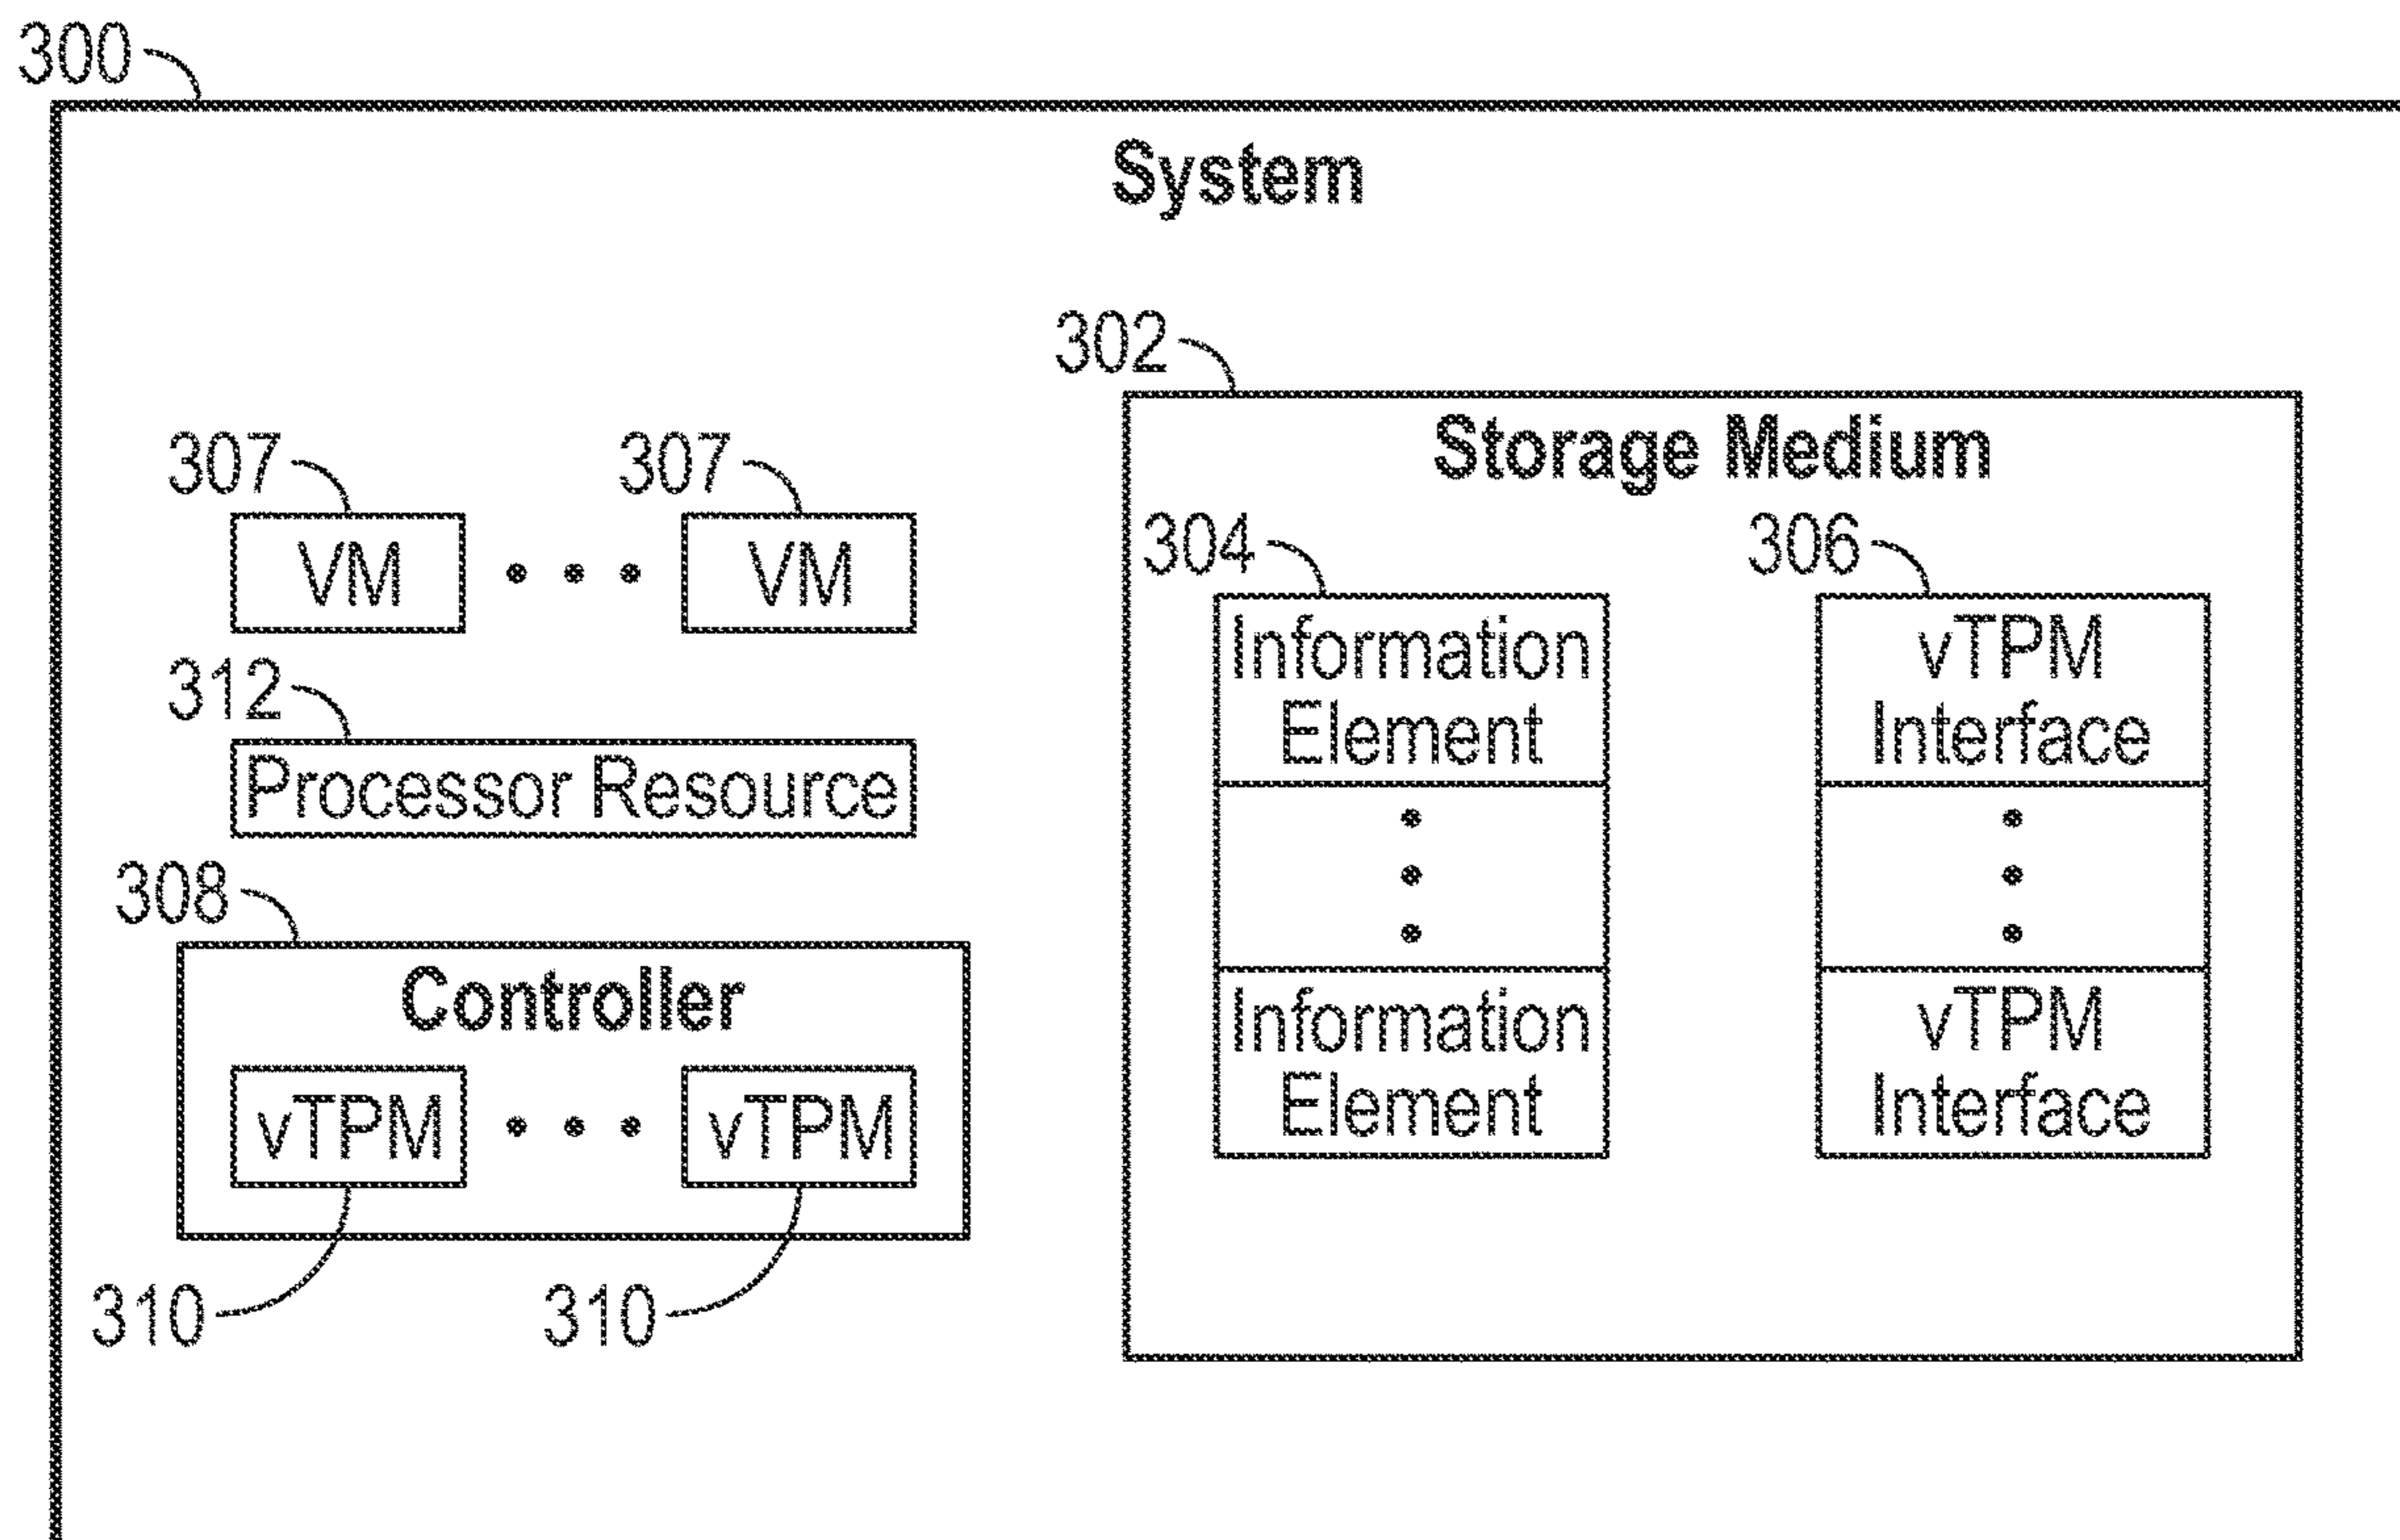 300
System
302
Storage Medium
307 307
VM ... VM
304 306
Information
Element
vTPM
Interface
312
Processor Resource
308
Controller
vTPM ... vTPM
Information
Element
vTPM
Interface
310 310